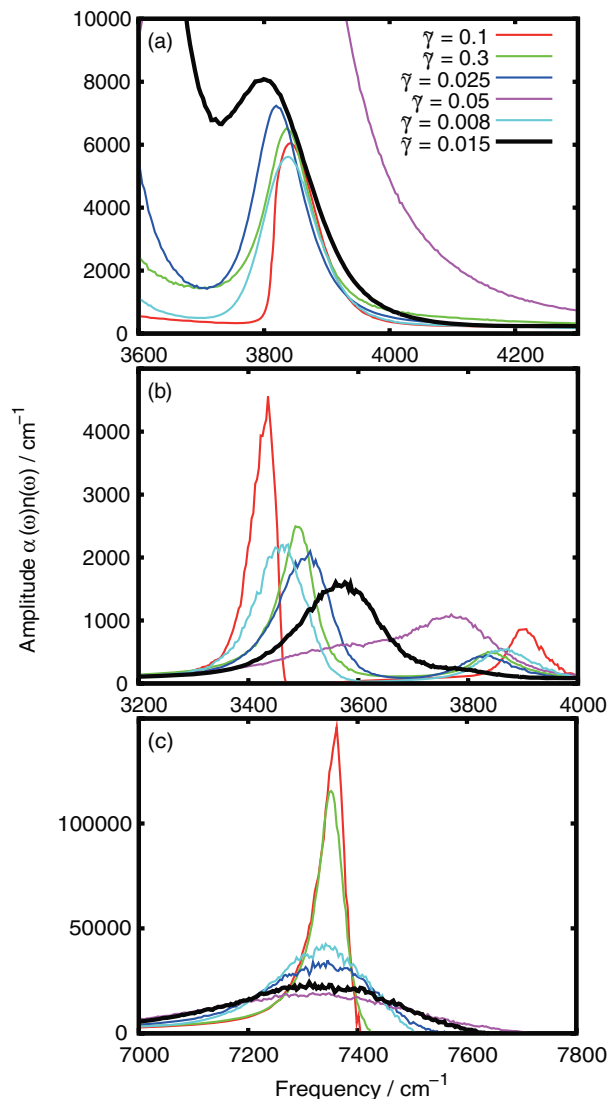 (a)
γ̃ = 0.1
γ̃ = 0.3
γ̃ = 0.025
γ̃ = 0.05
γ̃ = 0.008
γ̃ = 0.015
10000
8000
6000
4000
2000
0
3600 3800 4000 4200
(b)
4000
3000
2000
1000
0
3200 3400 3600 3800 4000
Amplitude α(ω)n(ω) / cm⁻¹
(c)
100000
50000
0
7000 7200 7400 7600 7800
Frequency / cm⁻¹